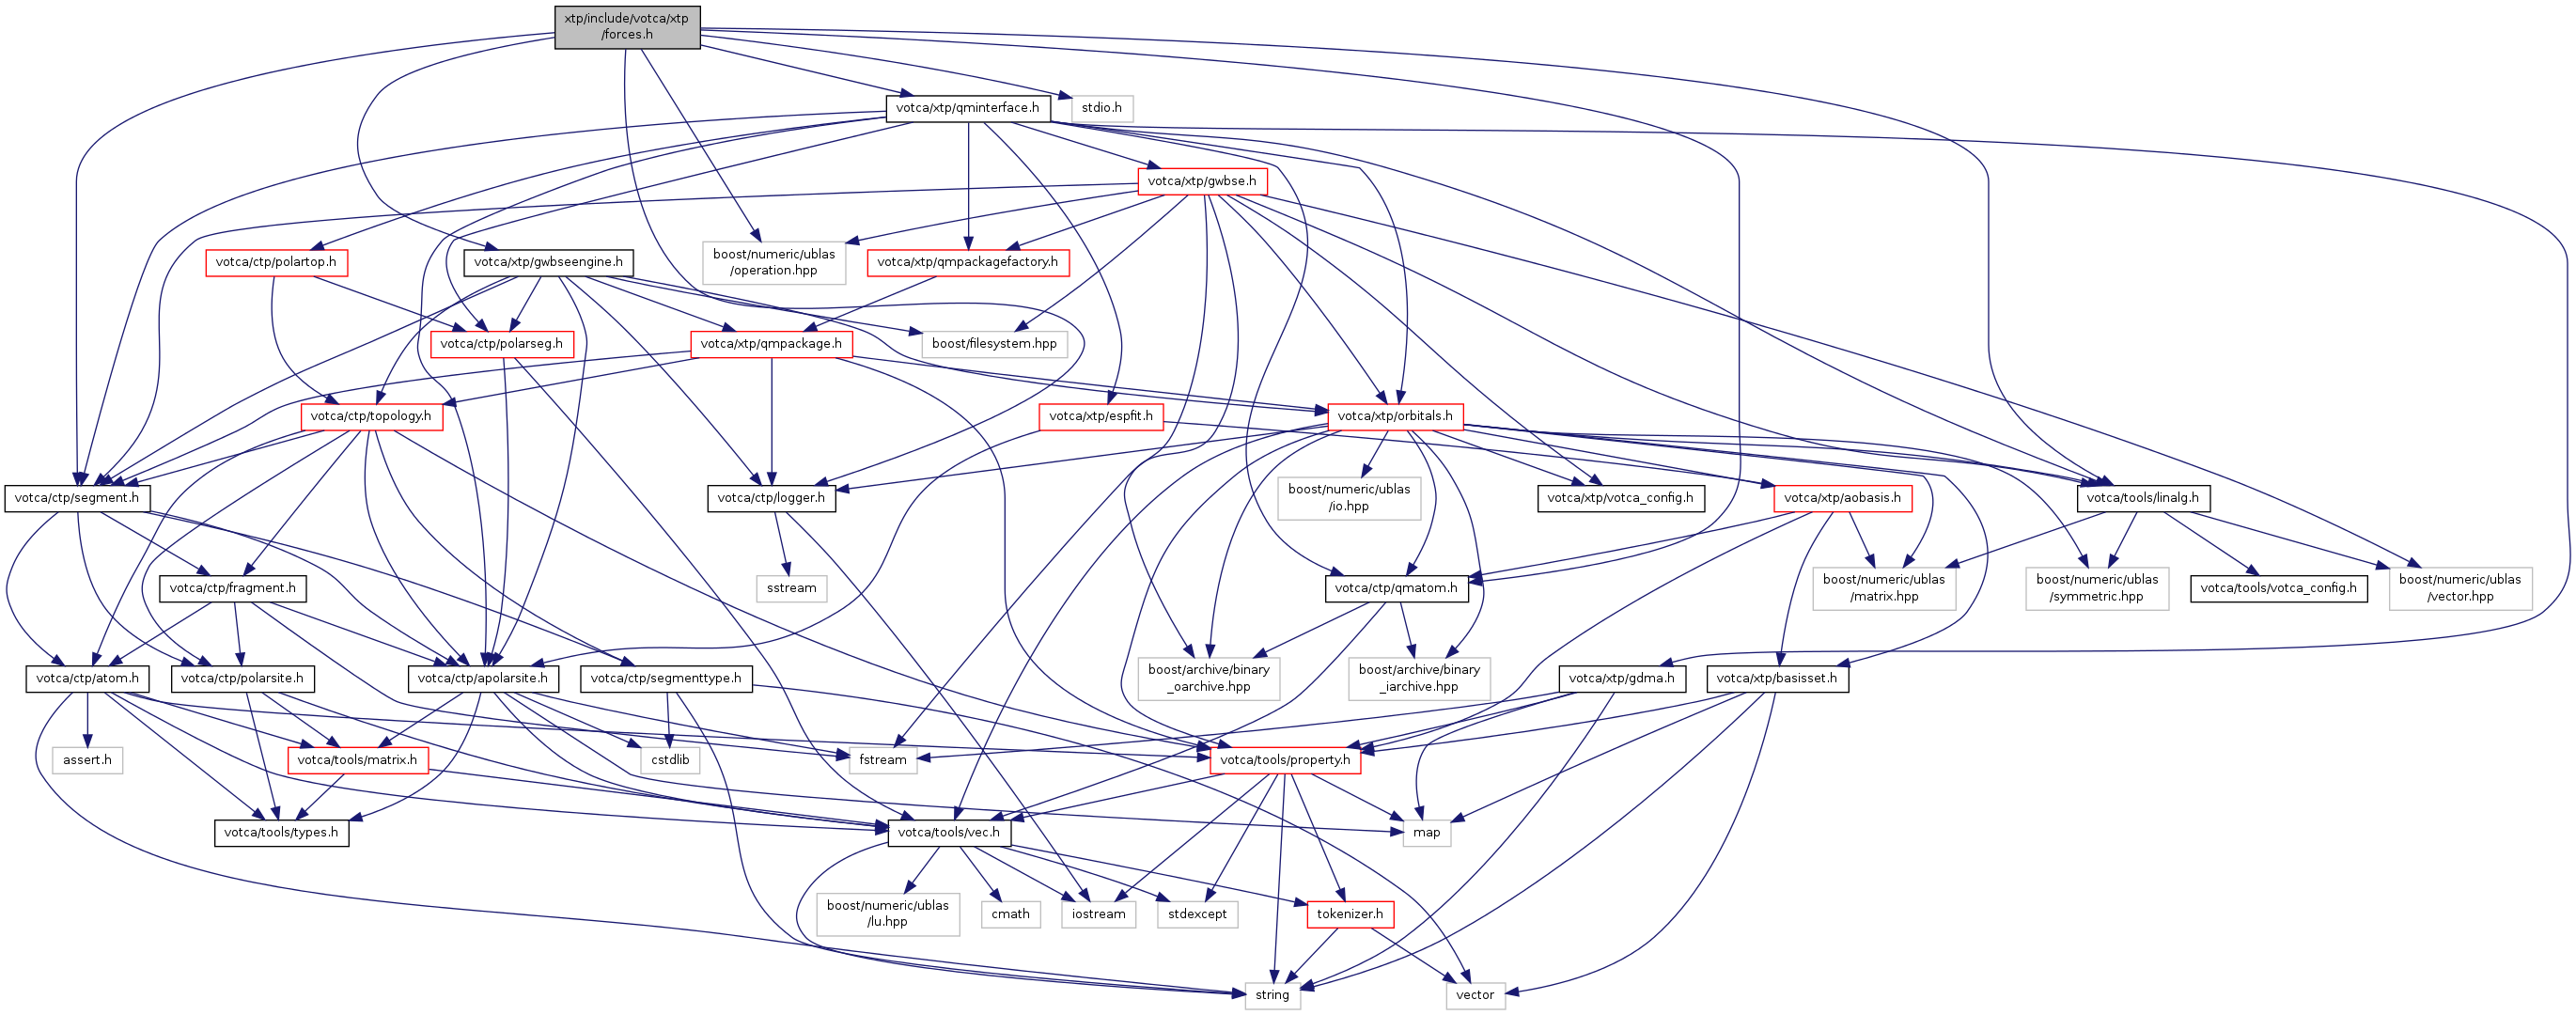 xtp/include/votca/xtp
/forces.h
votca/xtp/qminterface.h
stdio.h
votca/xtp/gwbse.h
votca/ctp/polartop.h
votca/xtp/gwbseengine.h
boost/numeric/ublas
/operation.hpp
votca/xtp/qmpackagefactory.h
votca/ctp/polarseg.h
votca/xtp/qmpackage.h
boost/filesystem.hpp
votca/ctp/topology.h
votca/xtp/espfit.h
votca/xtp/orbitals.h
votca/ctp/segment.h
votca/ctp/logger.h
boost/numeric/ublas
/io.hpp
votca/xtp/votca_config.h
votca/xtp/aobasis.h
votca/tools/linalg.h
votca/ctp/fragment.h
sstream
votca/ctp/qmatom.h
boost/numeric/ublas
/matrix.hpp
boost/numeric/ublas
/symmetric.hpp
votca/tools/votca_config.h
boost/numeric/ublas
/vector.hpp
votca/ctp/atom.h
votca/ctp/polarsite.h
votca/ctp/apolarsite.h
votca/ctp/segmenttype.h
boost/archive/binary
_oarchive.hpp
boost/archive/binary
_iarchive.hpp
votca/xtp/gdma.h
votca/xtp/basisset.h
assert.h
votca/tools/matrix.h
cstdlib
fstream
votca/tools/property.h
votca/tools/types.h
votca/tools/vec.h
map
boost/numeric/ublas
/lu.hpp
cmath
iostream
stdexcept
tokenizer.h
string
vector